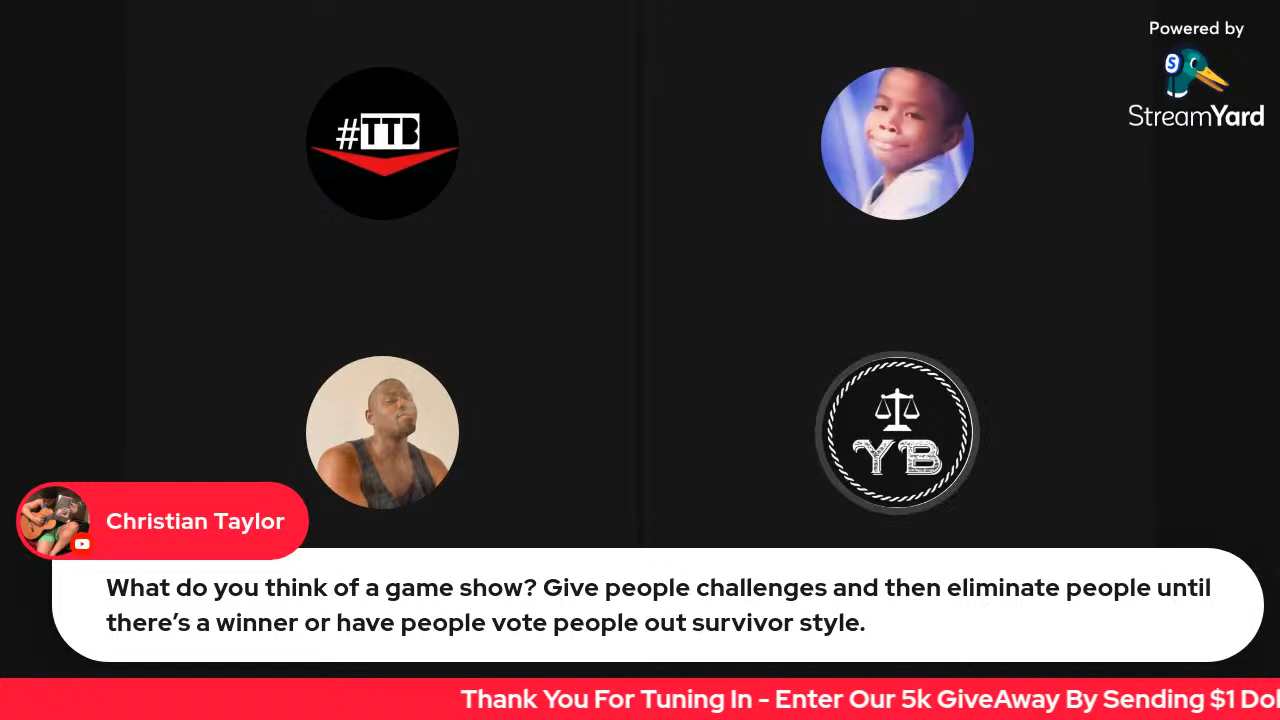 Powered by
S
StreamYard
#TTB
YB
Christian Taylor
What do you think of a game show? Give people challenges and then eliminate people until
there’s a winner or have people vote people out survivor style.
Thank You For Tuning In - Enter Our 5k GiveAway By Sending $1 Dol